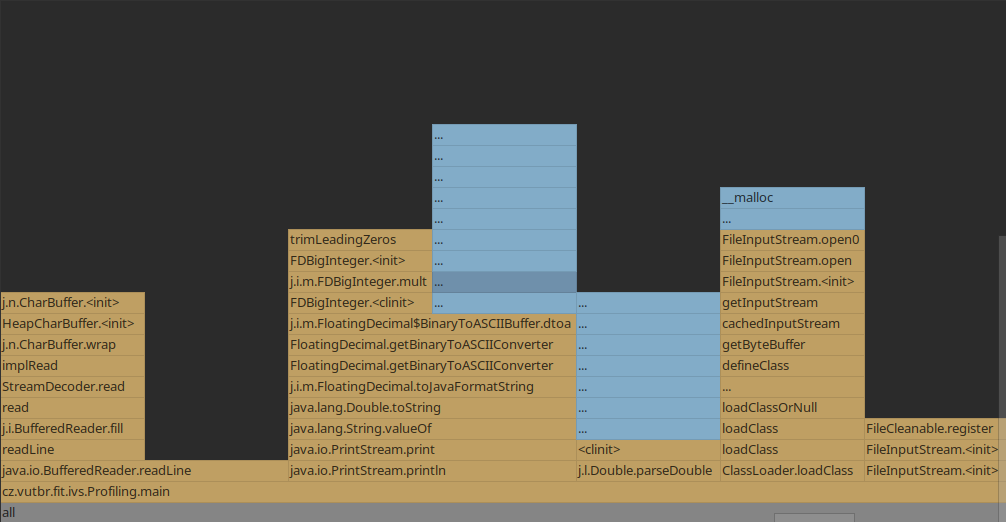 ...
...
...
... __malloc
... ...
trimLeadingZeros ... FileInputStream.open0
FDBigInteger.<init> ... FileInputStream.open
j.i.m.FDBigInteger.mult ... FileInputStream.<init>
j.n.CharBuffer.<init> FDBigInteger.<clinit> ... ... getInputStream
HeapCharBuffer.<init> j.i.m.FloatingDecimal$BinaryToASCIIBuffer.dtoa ... cachedInputStream
j.n.CharBuffer.wrap FloatingDecimal.getBinaryToASCIIConverter ... getByteBuffer
implRead FloatingDecimal.getBinaryToASCIIConverter ... defineClass
StreamDecoder.read j.i.m.FloatingDecimal.toJavaFormatString ... ...
read java.lang.Double.toString ... loadClassOrNull
j.i.BufferedReader.fill java.lang.String.valueOf ... loadClass FileCleanable.register
readLine java.io.PrintStream.print <clinit> loadClass FileInputStream.<init>
java.io.BufferedReader.readLine java.io.PrintStream.println j.l.Double.parseDouble ClassLoader.loadClass FileInputStream.<init>
cz.vutbr.fit.ivs.Profiling.main
all